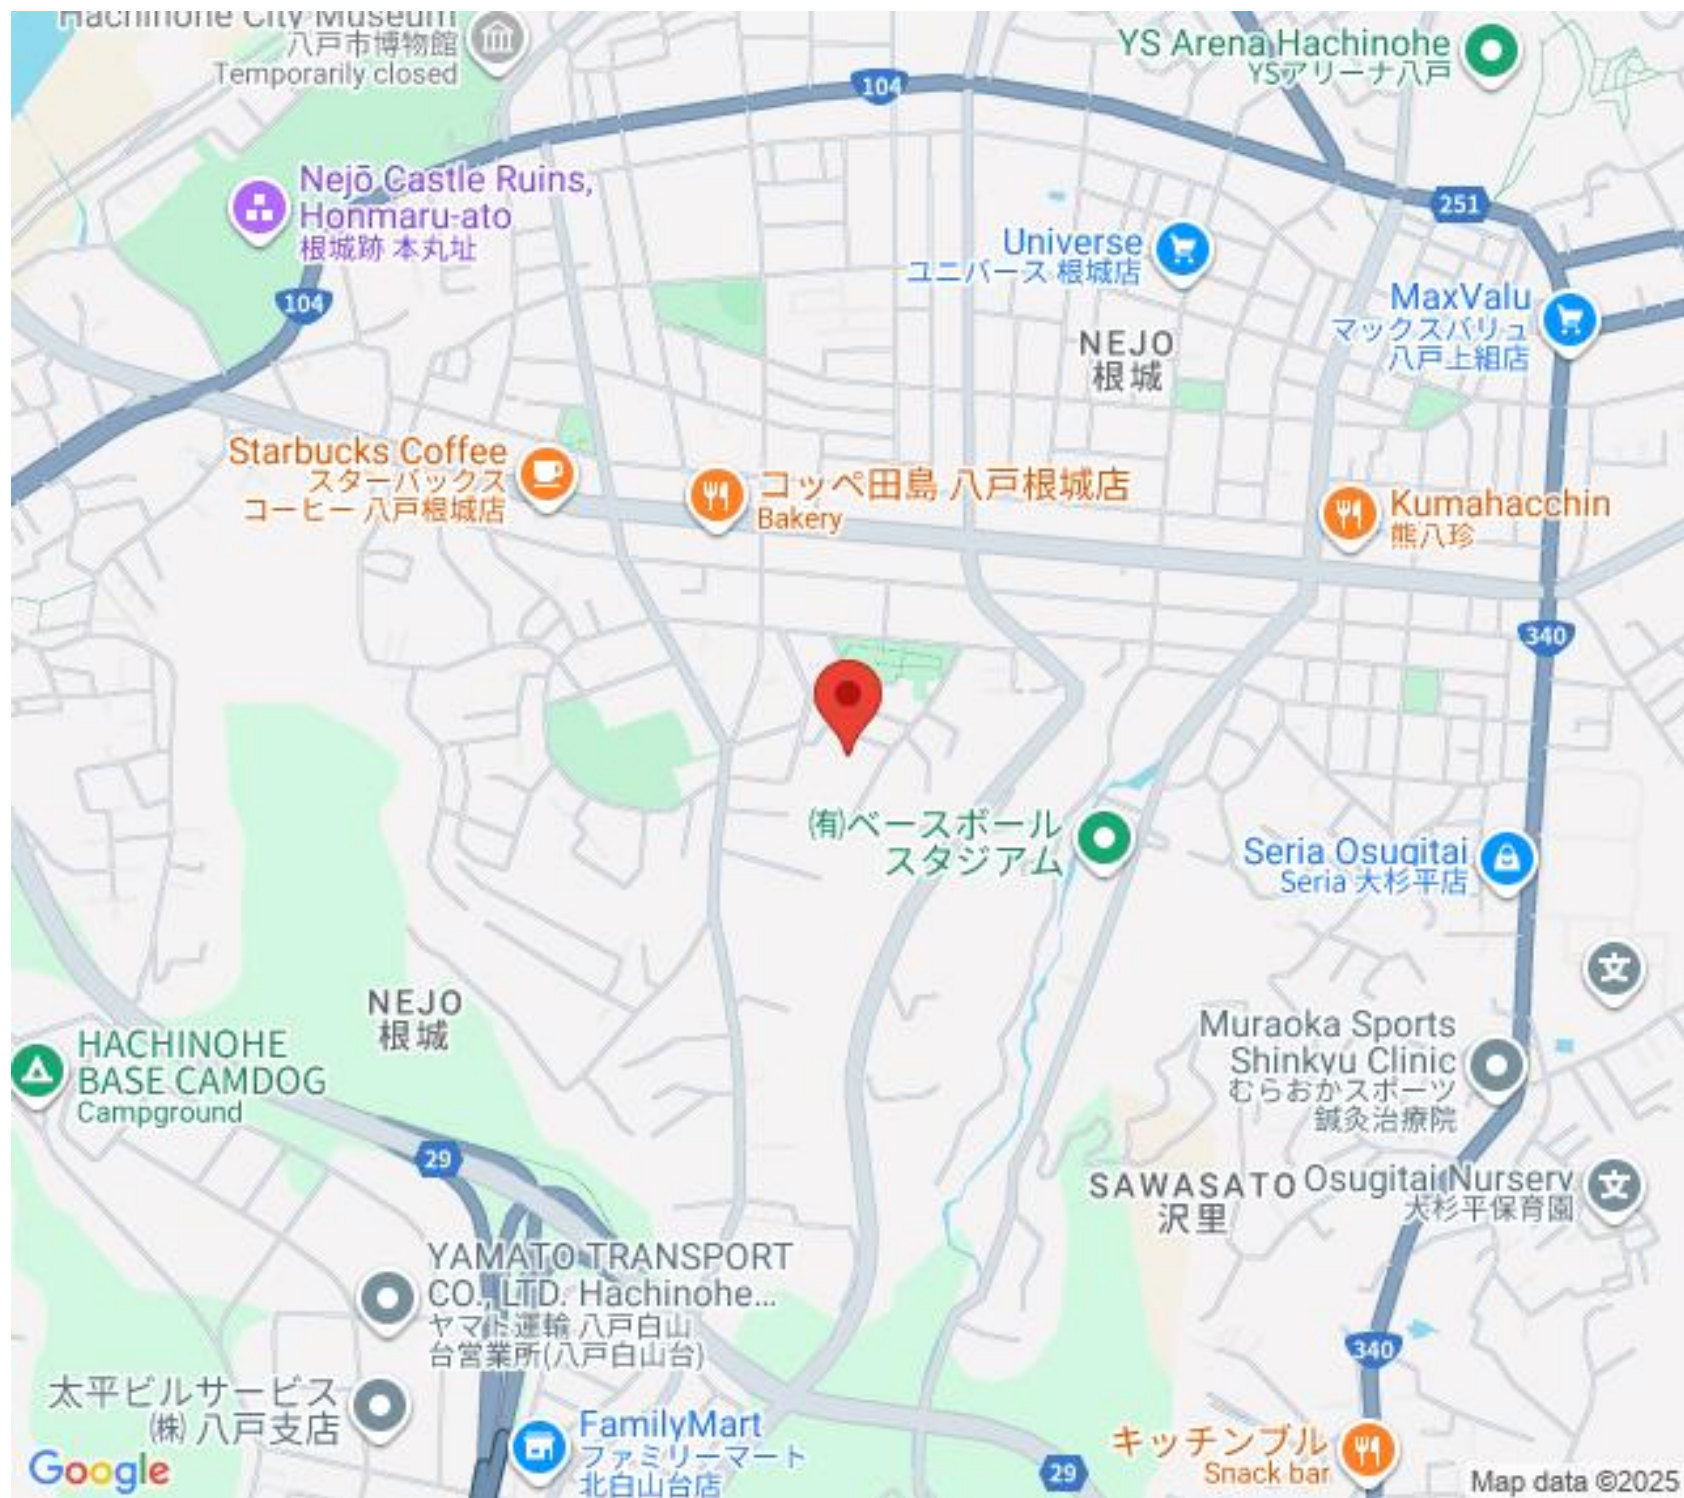 Hachinohe City Museum
八戸市博物館
Temporarily closed
YS Arena Hachinohe
YSアリーナ八戸
104
251
Nejō Castle Ruins,
Honmaru-ato
根城跡 本丸址
104
Universe
ユニバース 根城店
MaxValu
マックスバリュ
八戸上組店
NEJO
根城
Starbucks Coffee
スターバックス
コーヒー 八戸根城店
コッペ田島 八戸根城店
Bakery
Kumahacchin
熊八珍
340
㈲ベースボール
スタジアム
Seria Osugitai
Seria 大杉平店
NEJO
根城
HACHINOHE
BASE CAMDOG
Campground
Muraoka Sports
Shinkyu Clinic
むらおかスポーツ
鍼灸治療院
29
SAWASATO
沢里
Osugitai Nurserv
大杉平保育園
YAMATO TRANSPORT
CO., LTD. Hachinohe...
ヤマト運輸 八戸白山
台営業所(八戸白山台)
340
太平ビルサービス
㈱ 八戸支店
FamilyMart
ファミリーマート
北白山台店
キッチンブル
Snack bar
29
Google
Map data ©2025